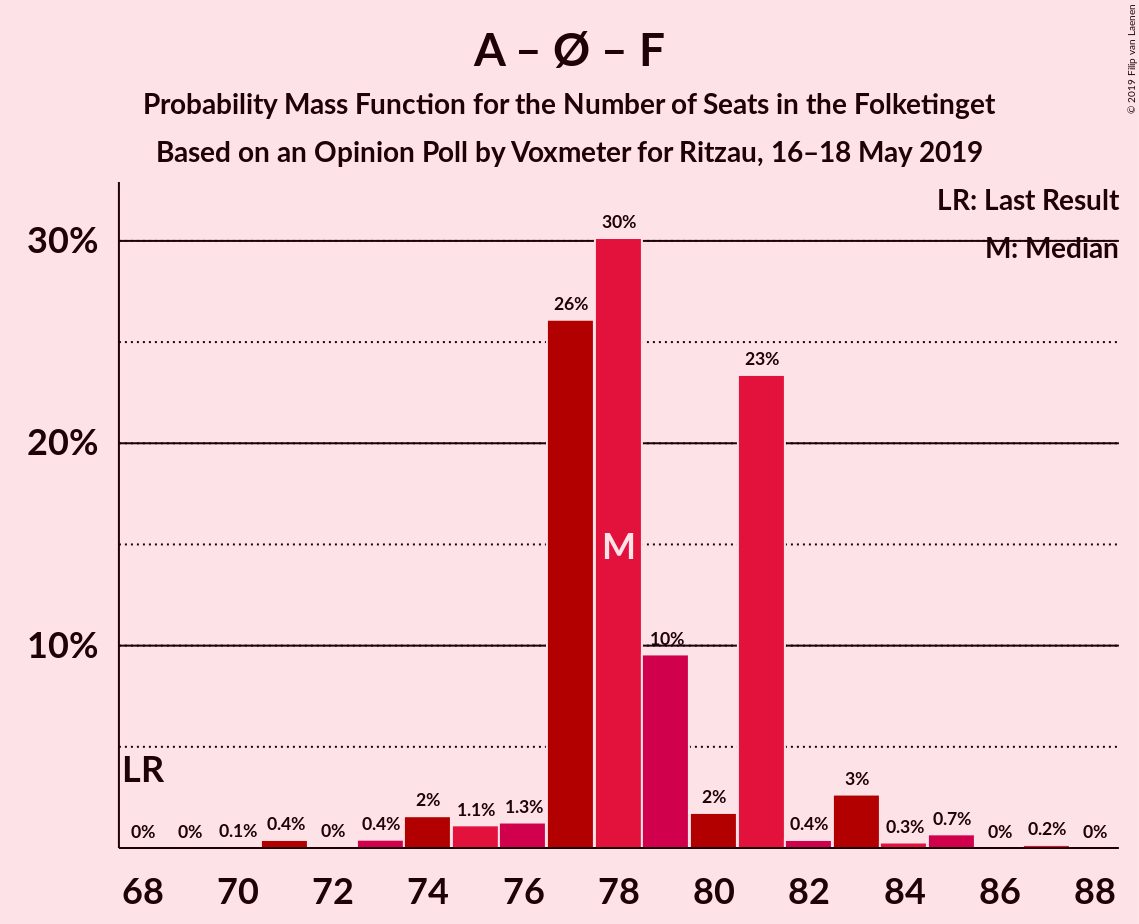 A – Ø – F
Probability Mass Function for the Number of Seats in the Folketinget
Based on an Opinion Poll by Voxmeter for Ritzau, 16–18 May 2019
© 2019 Filip van Laenen
LR: Last Result
M: Median
30%
20%
10%
LR
M
0%
0%
0.1%
0.4%
0%
0.4%
2%
1.1%
1.3%
26%
30%
10%
2%
23%
0.4%
3%
0.3%
0.7%
0%
0.2%
0%
68 70 72 74 76 78 80 82 84 86 88